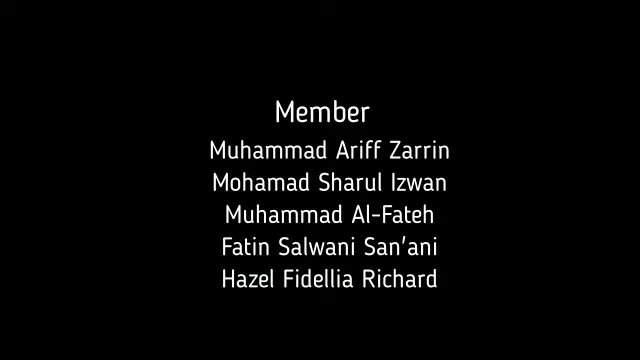 Member
Muhammad Ariff Zarrin
Mohamad Sharul Izwan
Muhammad Al-Fateh
Fatin Salwani San'ani
Hazel Fidellia Richard